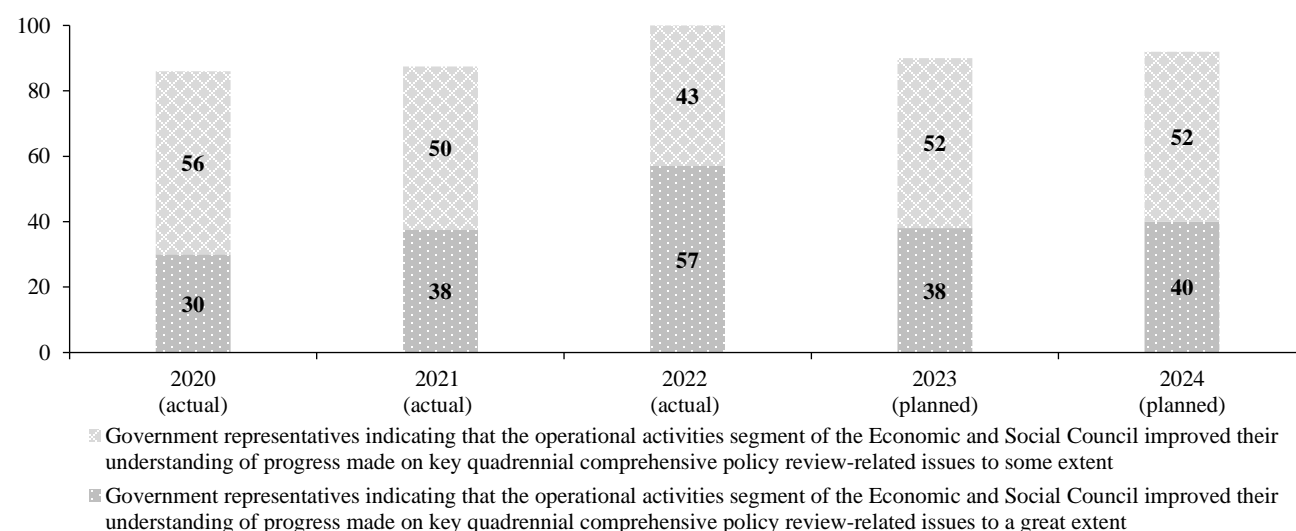 100
80
60
40
20
0
56
30
50
38
43
57
52
38
52
40
2020
(actual)
2021
(actual)
2022
(actual)
2023
(planned)
2024
(planned)
Government representatives indicating that the operational activities segment of the Economic and Social Council improved their
understanding of progress made on key quadrennial comprehensive policy review-related issues to some extent
Government representatives indicating that the operational activities segment of the Economic and Social Council improved their
understanding of progress made on key quadrennial comprehensive policy review-related issues to a great extent